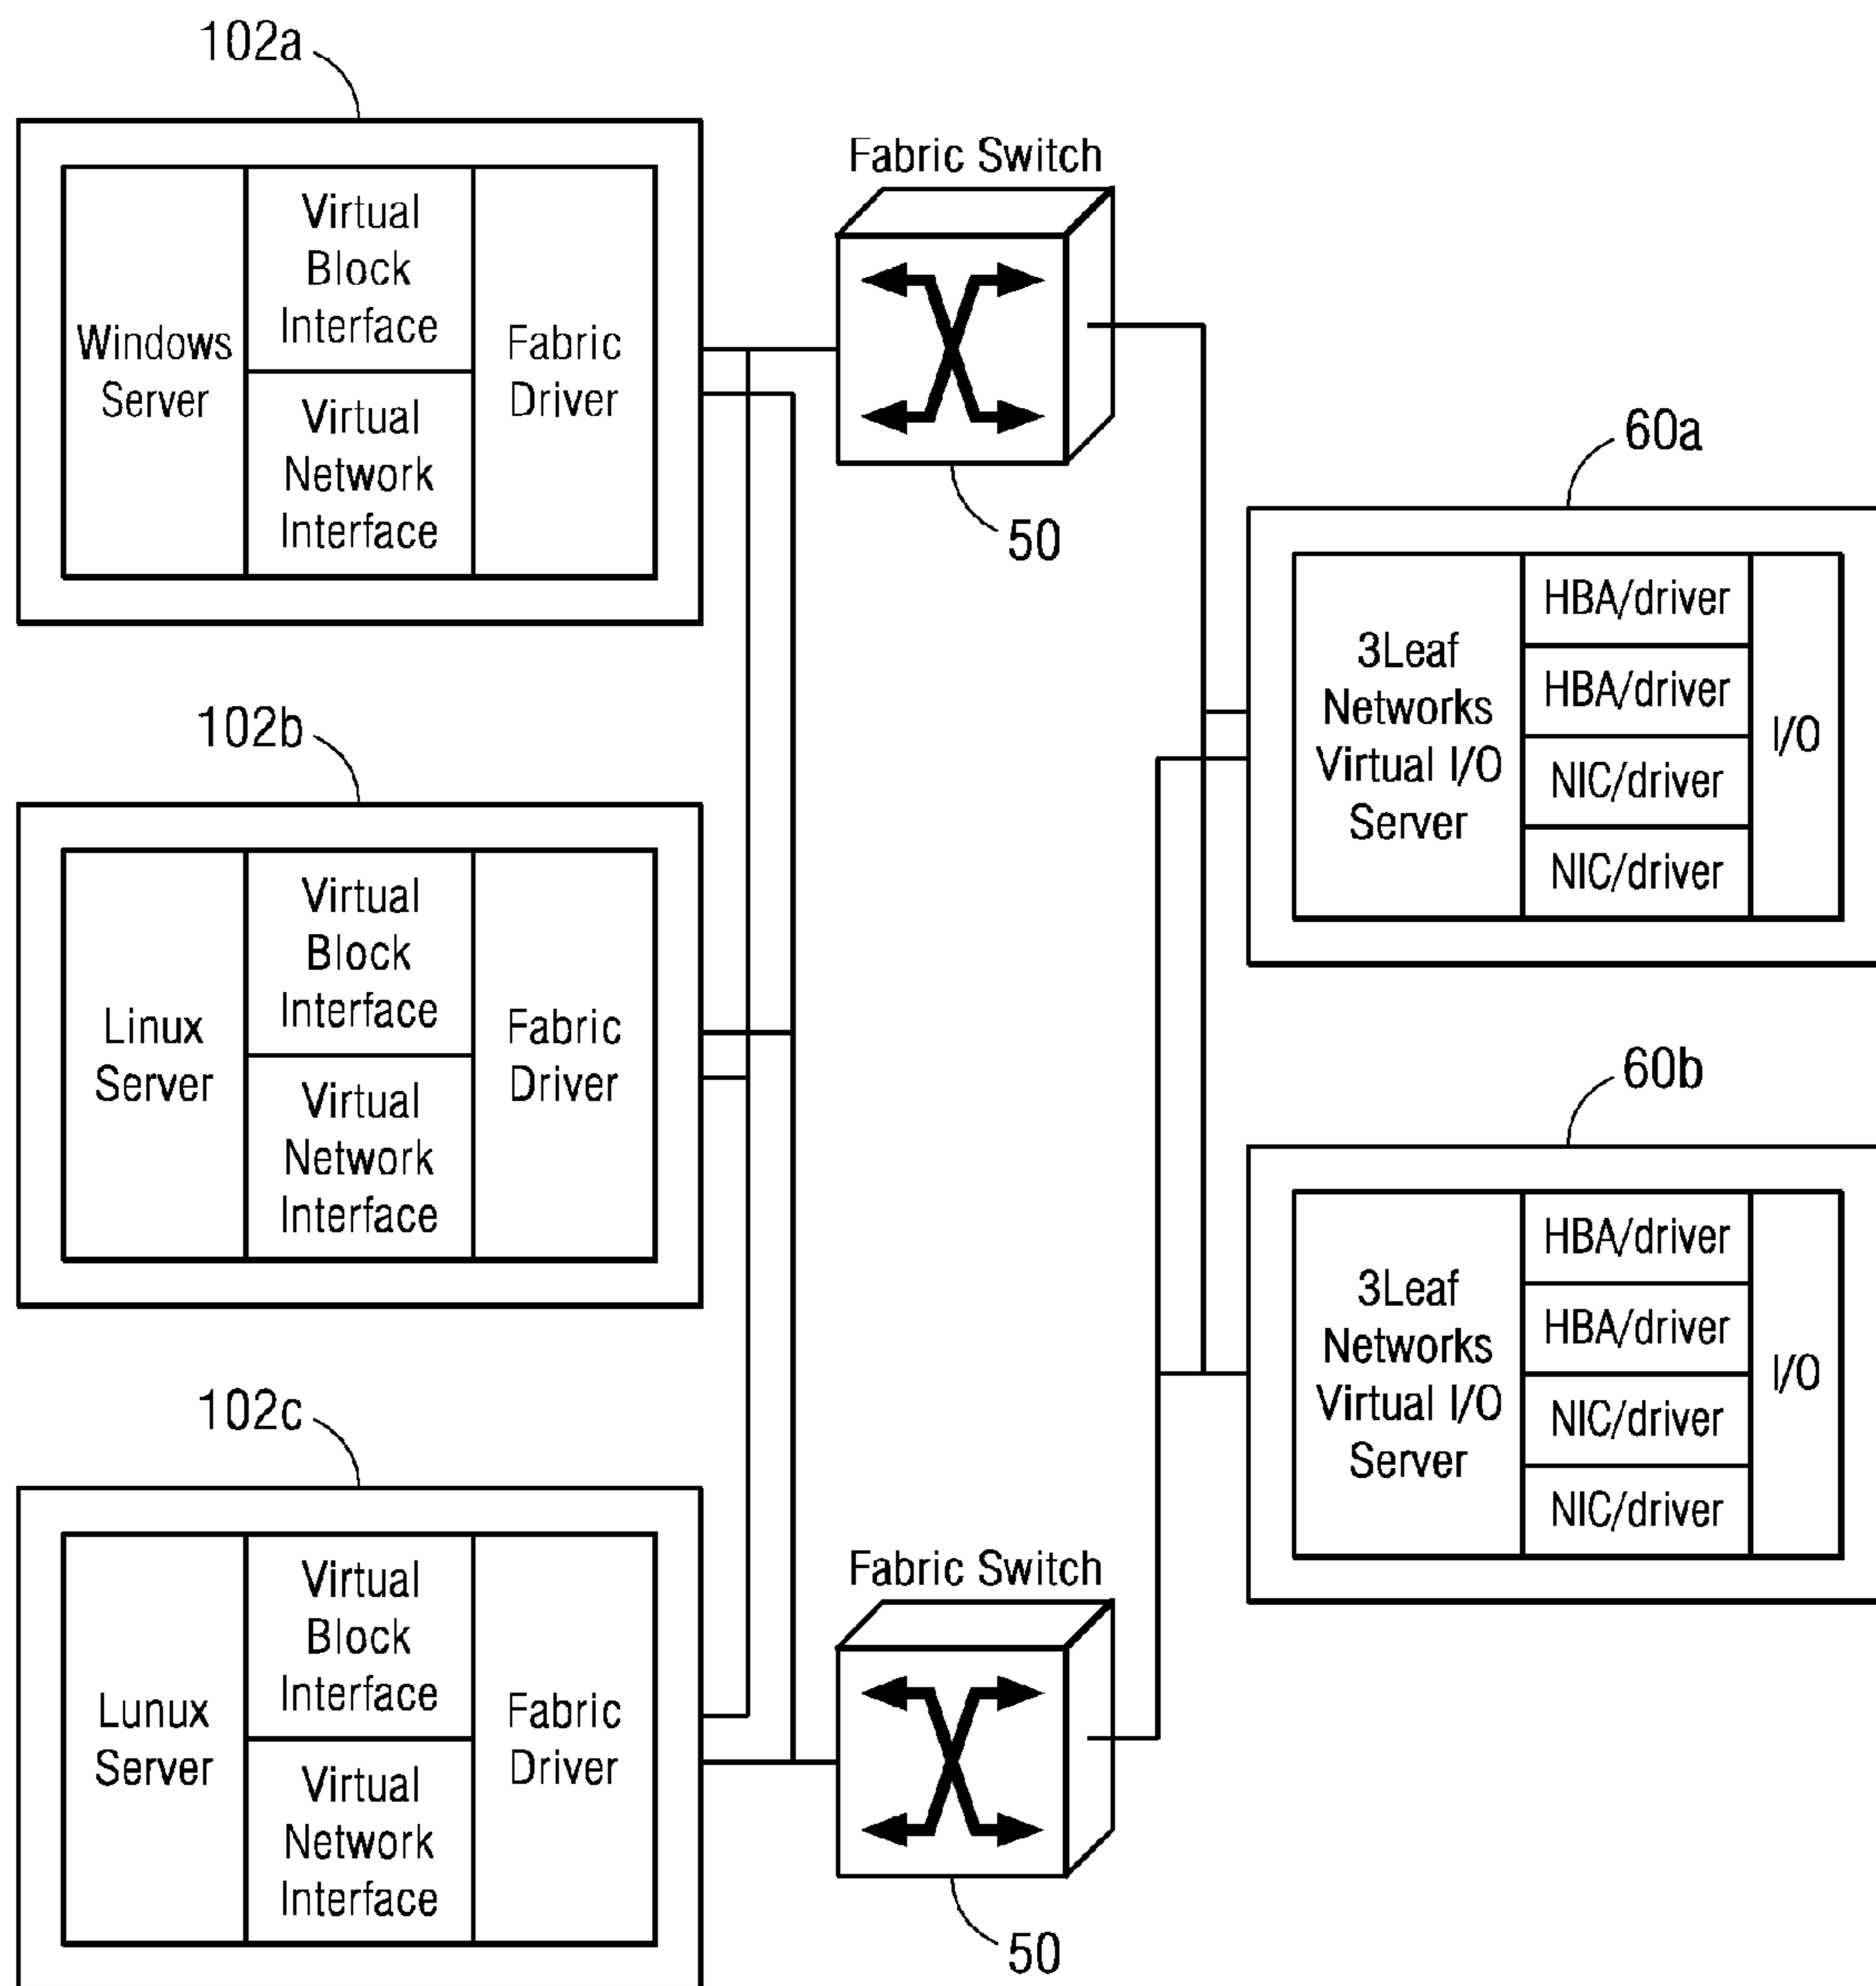 102a
Windows
Server
Virtual
Block
Interface
Virtual
Network
Interface
Fabric
Driver
Fabric Switch
50
102b
Linux
Server
Virtual
Block
Interface
Virtual
Network
Interface
Fabric
Driver
102c
Lunux
Server
Virtual
Block
Interface
Virtual
Network
Interface
Fabric
Driver
Fabric Switch
50
60a
3Leaf
Networks
Virtual I/O
Server
HBA/driver
HBA/driver
NIC/driver
NIC/driver
I/O
60b
3Leaf
Networks
Virtual I/O
Server
HBA/driver
HBA/driver
NIC/driver
NIC/driver
I/O